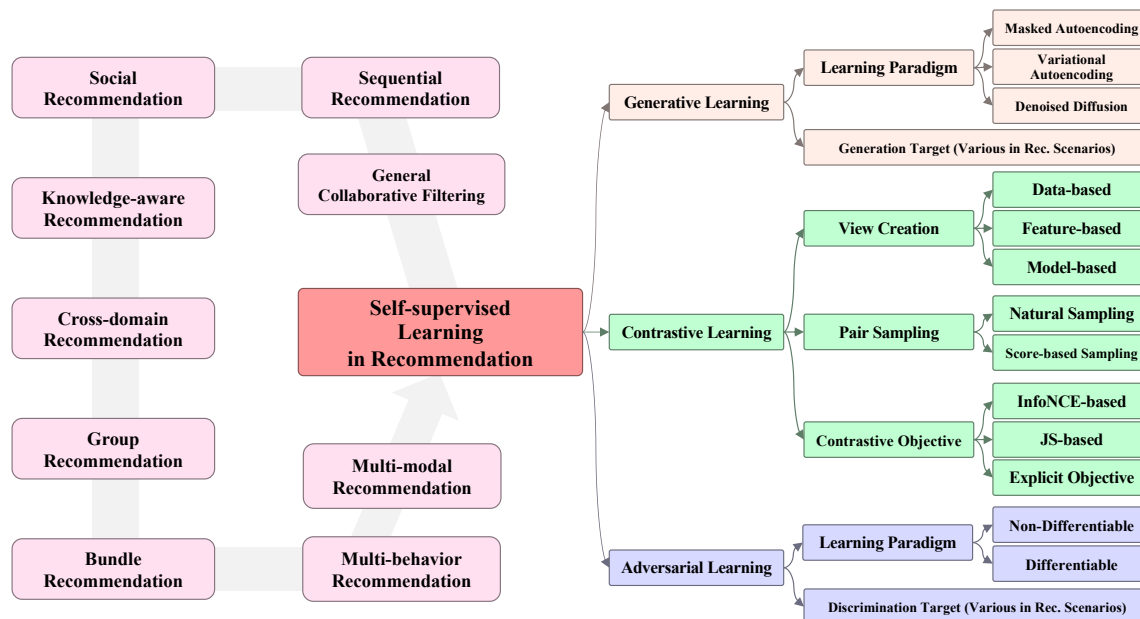 Social
Recommendation
Sequential
Recommendation
General
Collaborative Filtering
Knowledge-aware
Recommendation
Cross-domain
Recommendation
Group
Recommendation
Bundle
Recommendation
Multi-modal
Recommendation
Multi-behavior
Recommendation
Self-supervised
Learning
in Recommendation
Generative Learning
Learning Paradigm
Masked Autoencoding
Variational
Autoencoding
Denoised Diffusion
Generation Target (Various in Rec. Scenarios)
Contrastive Learning
View Creation
Data-based
Feature-based
Model-based
Pair Sampling
Natural Sampling
Score-based Sampling
Contrastive Objective
InfoNCE-based
JS-based
Explicit Objective
Adversarial Learning
Learning Paradigm
Non-Differentiable
Differentiable
Discrimination Target (Various in Rec. Scenarios)